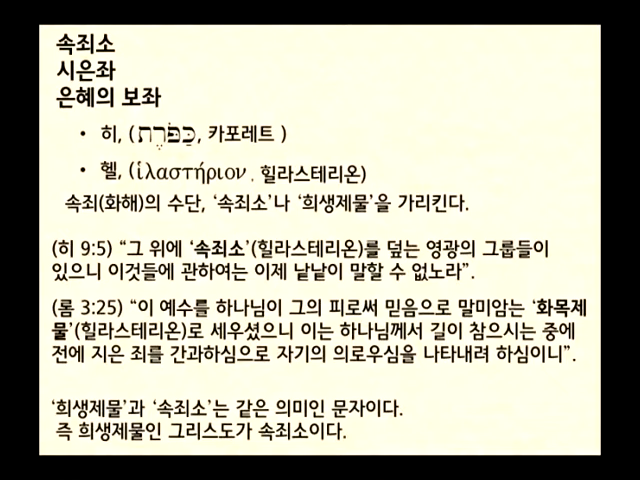 속죄소
시은좌
은혜의 보좌
• 히, (כַּפֹּרֶת, 카포레트 )
• 헬, (ἱλαστήριον . 힐라스테리온)
속죄(화해)의 수단, ‘속죄소’나 ‘희생제물’을 가리킨다.
(히 9:5) “그 위에 ‘속죄소’(힐라스테리온)를 덮는 영광의 그룹들이
있으니 이것들에 관하여는 이제 낱낱이 말할 수 없노라”.
(롬 3:25) “이 예수를 하나님이 그의 피로써 믿음으로 말미암는 ‘화목제
물’(힐라스테리온)로 세우셨으니 이는 하나님께서 길이 참으시는 중에
전에 지은 죄를 간과하심으로 자기의 의로우심을 나타내려 하심이니”.
‘희생제물’과 ‘속죄소’는 같은 의미인 문자이다.
즉 희생제물인 그리스도가 속죄소이다.